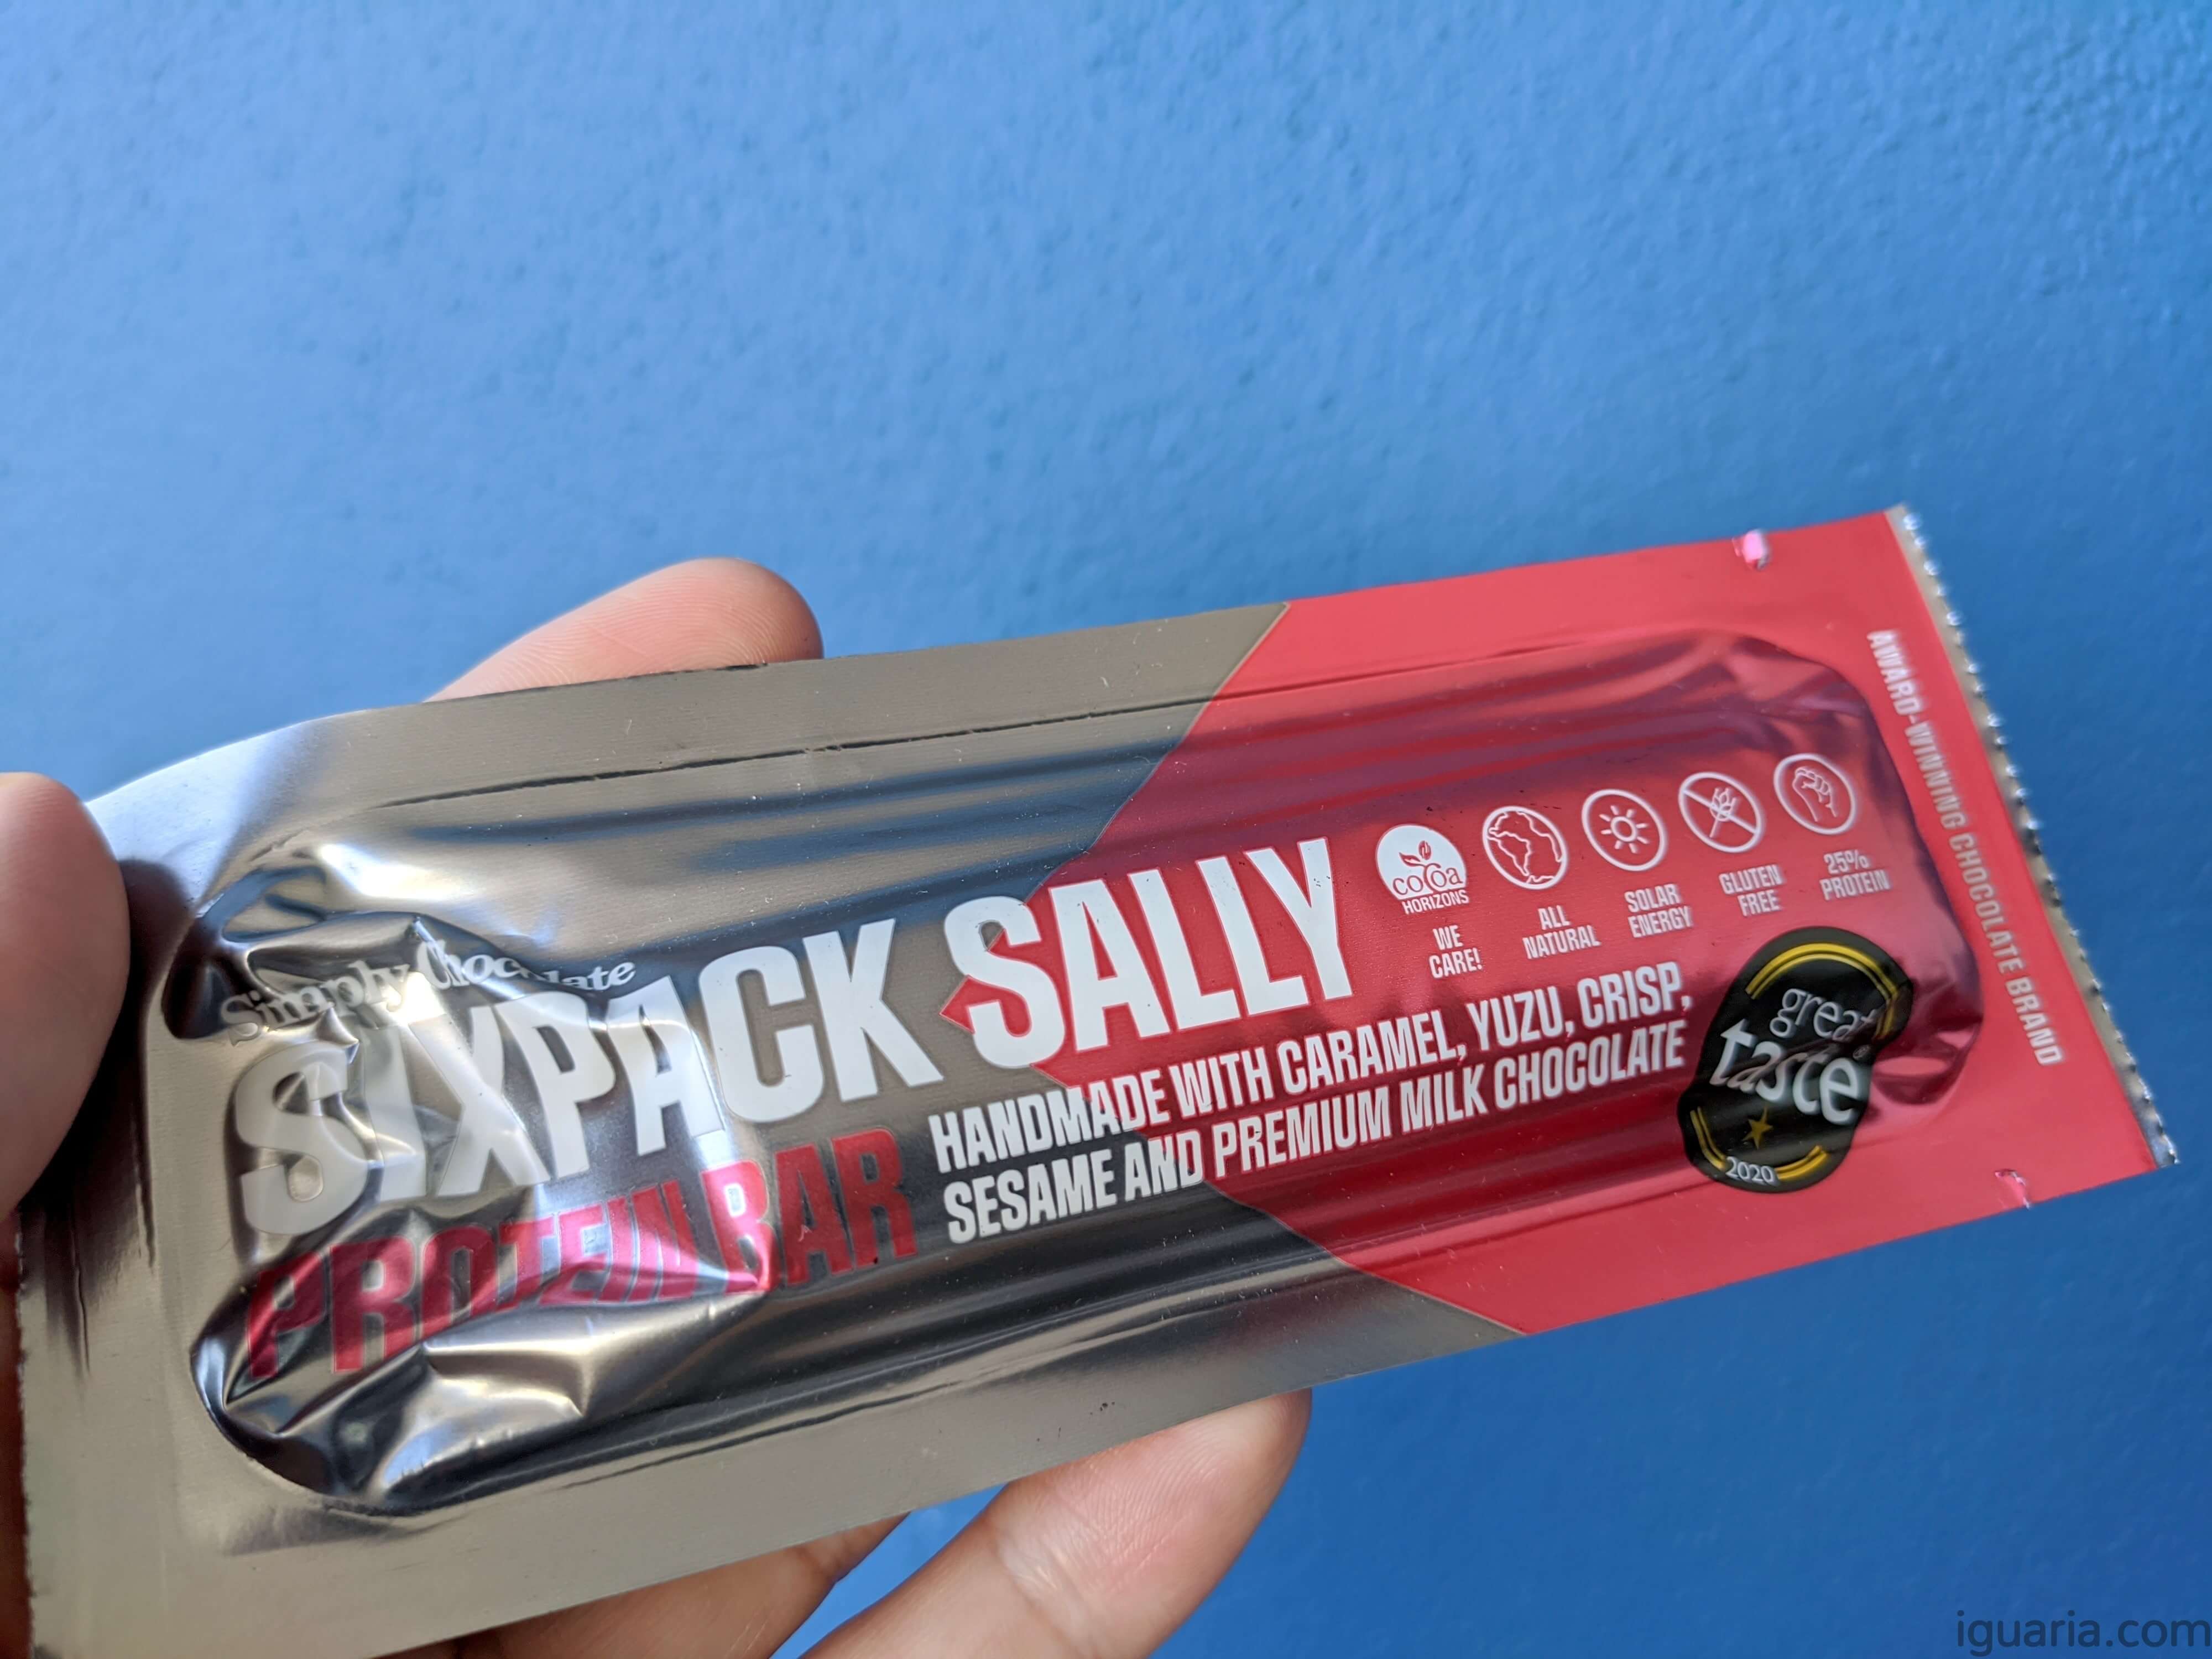 Simply Chocolate
SIXPACK SALLY
PROTEIN BAR
HANDMADE WITH CARAMEL, YUZU, CRISP,
SESAME AND PREMIUM MILK CHOCOLATE
cocoa
HORIZONS
WE
CARE!
ALL
NATURAL
SOLAR
ENERGY
GLUTEN
FREE
25%
PROTEIN
great
taste
2020
AWARD-WINNING CHOCOLATE BRAND
iguaria.com